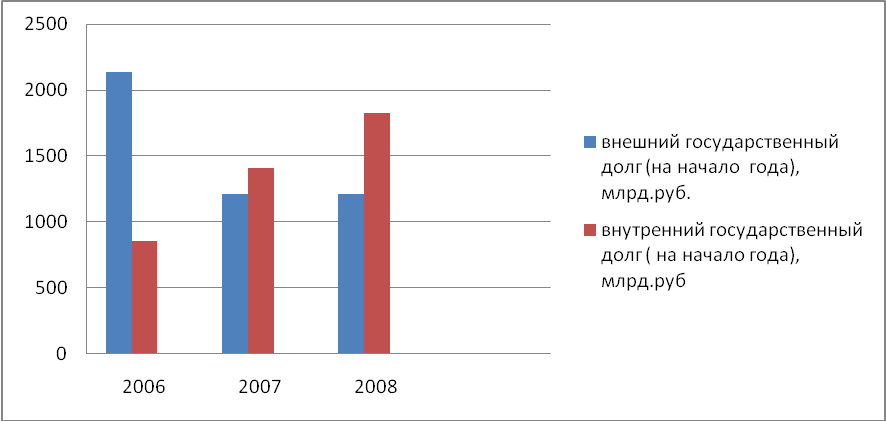 2500
2000
1500
1000
500
0
2006 2007 2008
внешний государственный
долг (на начало года),
млрд.руб.
внутренний государственный
долг ( на начало года),
млрд.руб